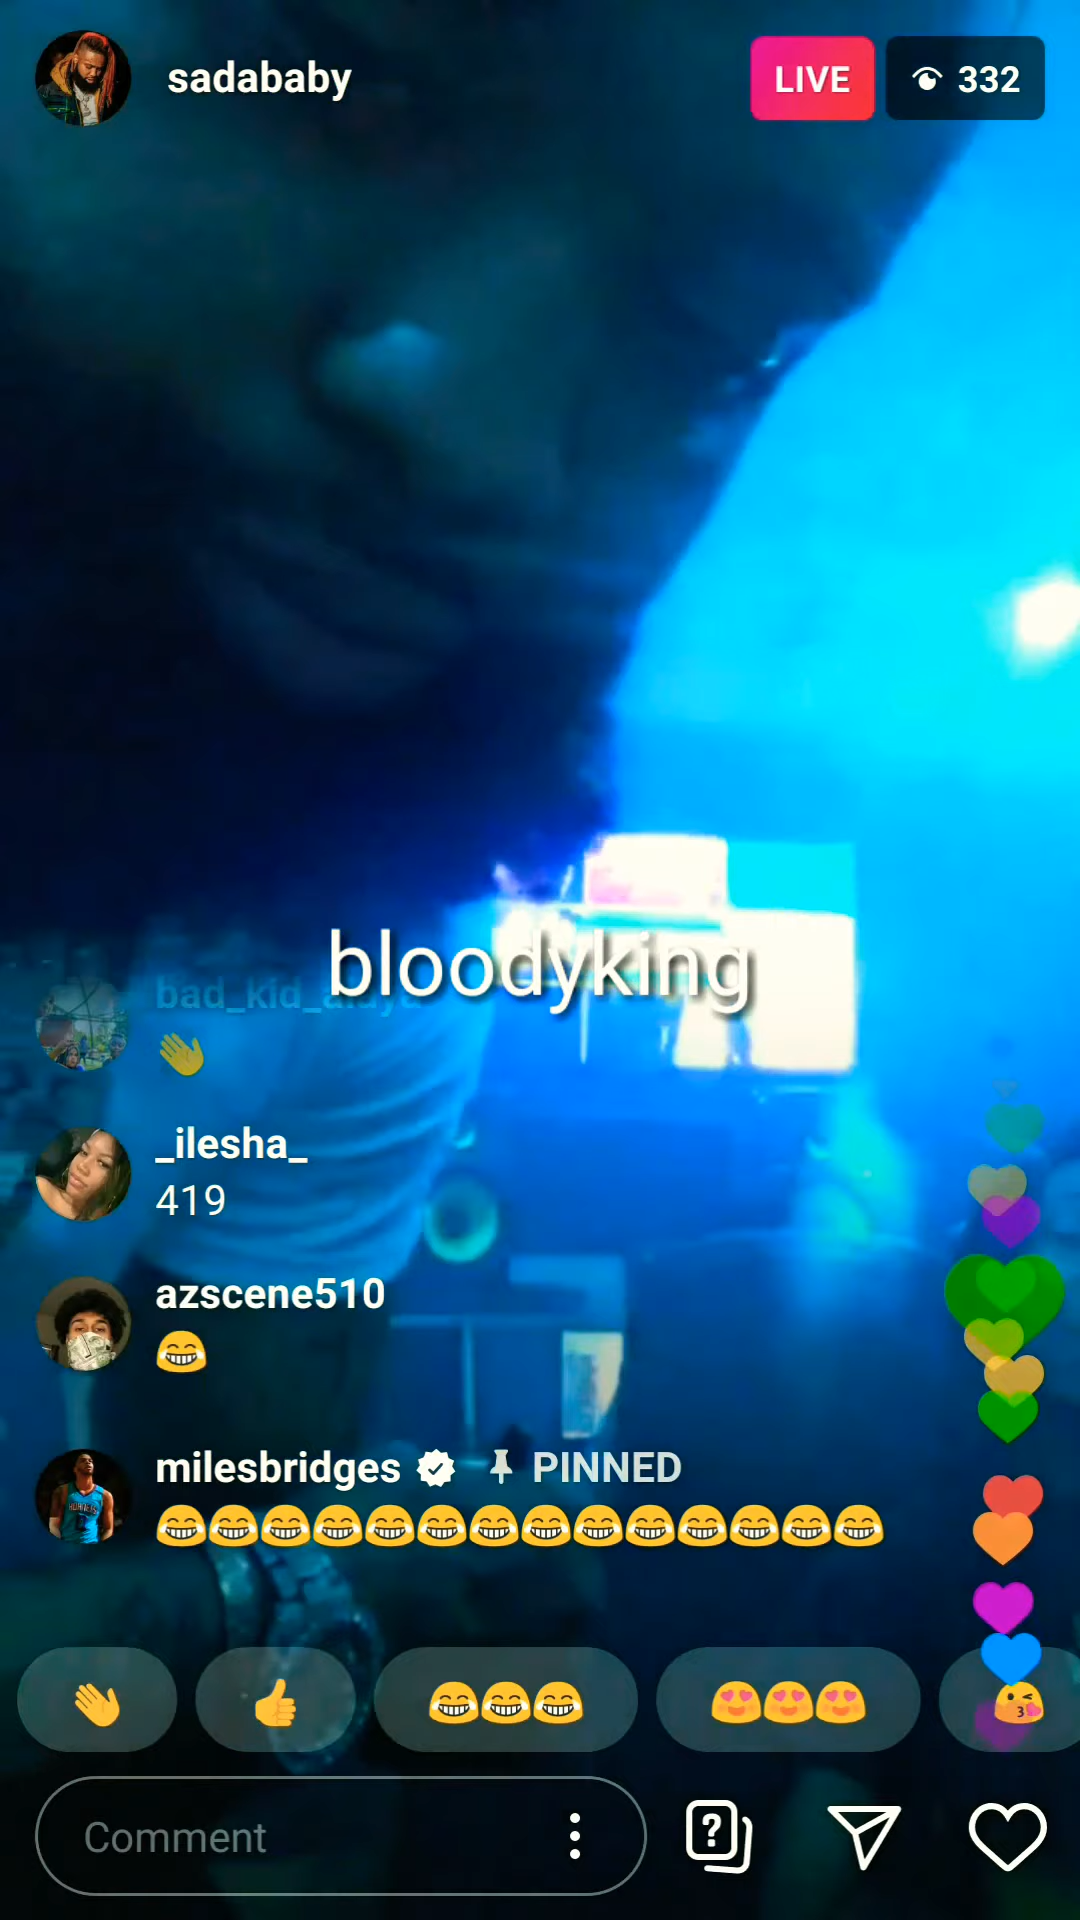 sadababy
LIVE
332
bloodyking
👋
_ilesha_
419
azscene510
😂
milesbridges PINNED
😂😂😂😂😂😂😂😂😂😂😂😂😂😂
👋 👍 😂😂😂 😍😍😍 😘
Comment